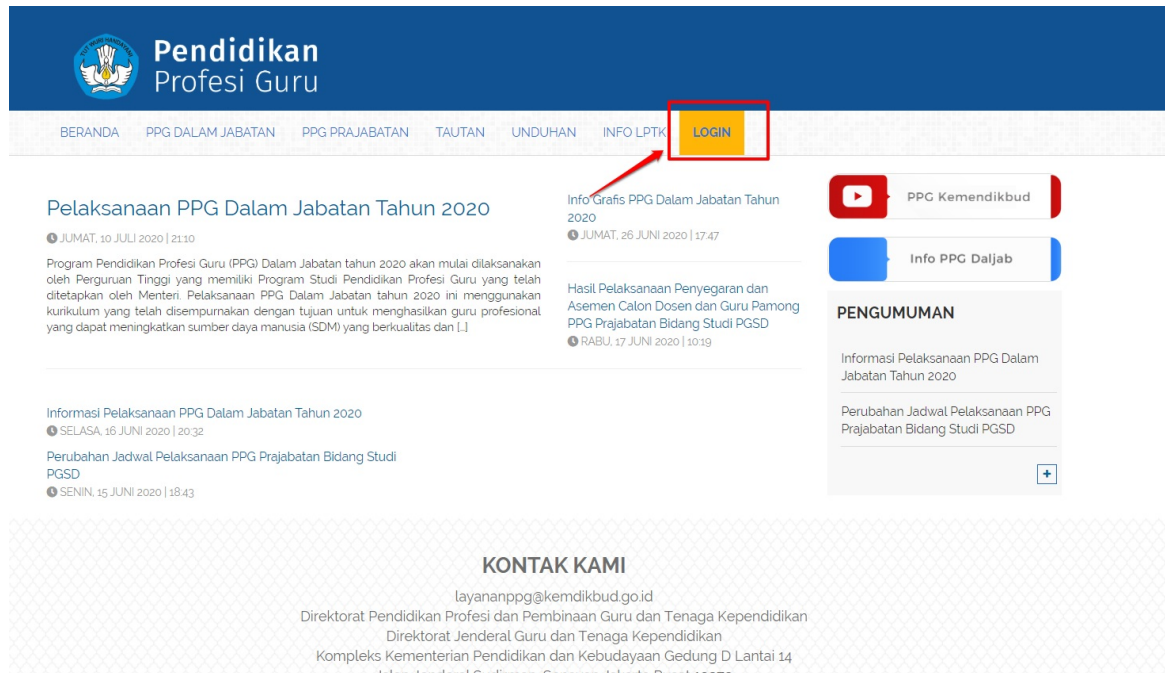 Pendidikan
Profesi Guru
BERANDA PPG DALAM JABATAN PPG PRAJABATAN TAUTAN UNDUHAN INFO LPTK LOGIN
Pelaksanaan PPG Dalam Jabatan Tahun 2020
JUMAT, 10 JULI 2020 | 21:10
Program Pendidikan Profesi Guru (PPG) Dalam Jabatan tahun 2020 akan mulai dilaksanakan
oleh Perguruan Tinggi yang memiliki Program Studi Pendidikan Profesi Guru yang telah
ditetapkan oleh Menteri. Pelaksanaan PPG Dalam Jabatan tahun 2020 ini menggunakan
kurikulum yang telah disempurnakan dengan tujuan untuk menghasilkan guru profesional
yang dapat meningkatkan sumber daya manusia (SDM) yang berkualitas dan [...]
Info Grafis PPG Dalam Jabatan Tahun
2020
JUMAT, 26 JUNI 2020 | 17:47
Hasil Pelaksanaan Penyegaran dan
Asemen Calon Dosen dan Guru Pamong
PPG Prajabatan Bidang Studi PGSD
RABU, 17 JUNI 2020 | 10:19
Informasi Pelaksanaan PPG Dalam Jabatan Tahun 2020
SELASA, 16 JUNI 2020 | 20:32
Perubahan Jadwal Pelaksanaan PPG Prajabatan Bidang Studi
PGSD
SENIN, 15 JUNI 2020 | 18:43
PPG Kemendikbud
Info PPG Daljab
PENGUMUMAN
Informasi Pelaksanaan PPG Dalam
Jabatan Tahun 2020
Perubahan Jadwal Pelaksanaan PPG
Prajabatan Bidang Studi PGSD
+
KONTAK KAMI
layananppg@kemdikbud.go.id
Direktorat Pendidikan Profesi dan Pembinaan Guru dan Tenaga Kependidikan
Direktorat Jenderal Guru dan Tenaga Kependidikan
Kompleks Kementerian Pendidikan dan Kebudayaan Gedung D Lantai 14